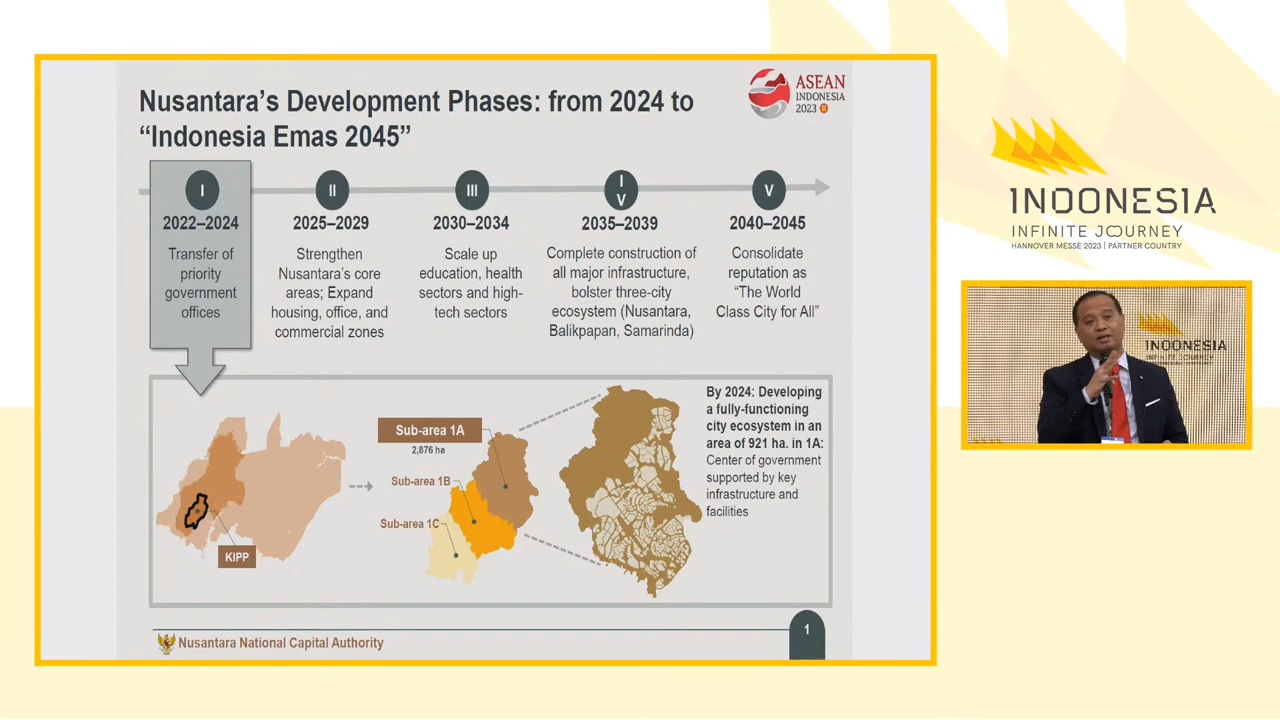 Nusantara's Development Phases: from 2024 to
“Indonesia Emas 2045”
ASEAN
INDONESIA
2023
I
2022–2024
Transfer of
priority
government
offices
II
2025–2029
Strengthen
Nusantara's core
areas; Expand
housing, office, and
commercial zones
III
2030–2034
Scale up
education, health
sectors and high-
tech sectors
I
V
2035–2039
Complete construction of
all major infrastructure,
bolster three-city
ecosystem (Nusantara,
Balikpapan, Samarinda)
V
2040–2045
Consolidate
reputation as
“The World
Class City for All”
KIPP
Sub-area 1A
2,876 ha
Sub-area 1B
Sub-area 1C
By 2024: Developing
a fully-functioning
city ecosystem in an
area of 921 ha. in 1A:
Center of government
supported by key
infrastructure and
facilities
Nusantara National Capital Authority
1
INDONESIA
INFINITE JOURNEY
HANNOVER MESSE 2023 | PARTNER COUNTRY
INDONESIA
INFINITE JOURNEY